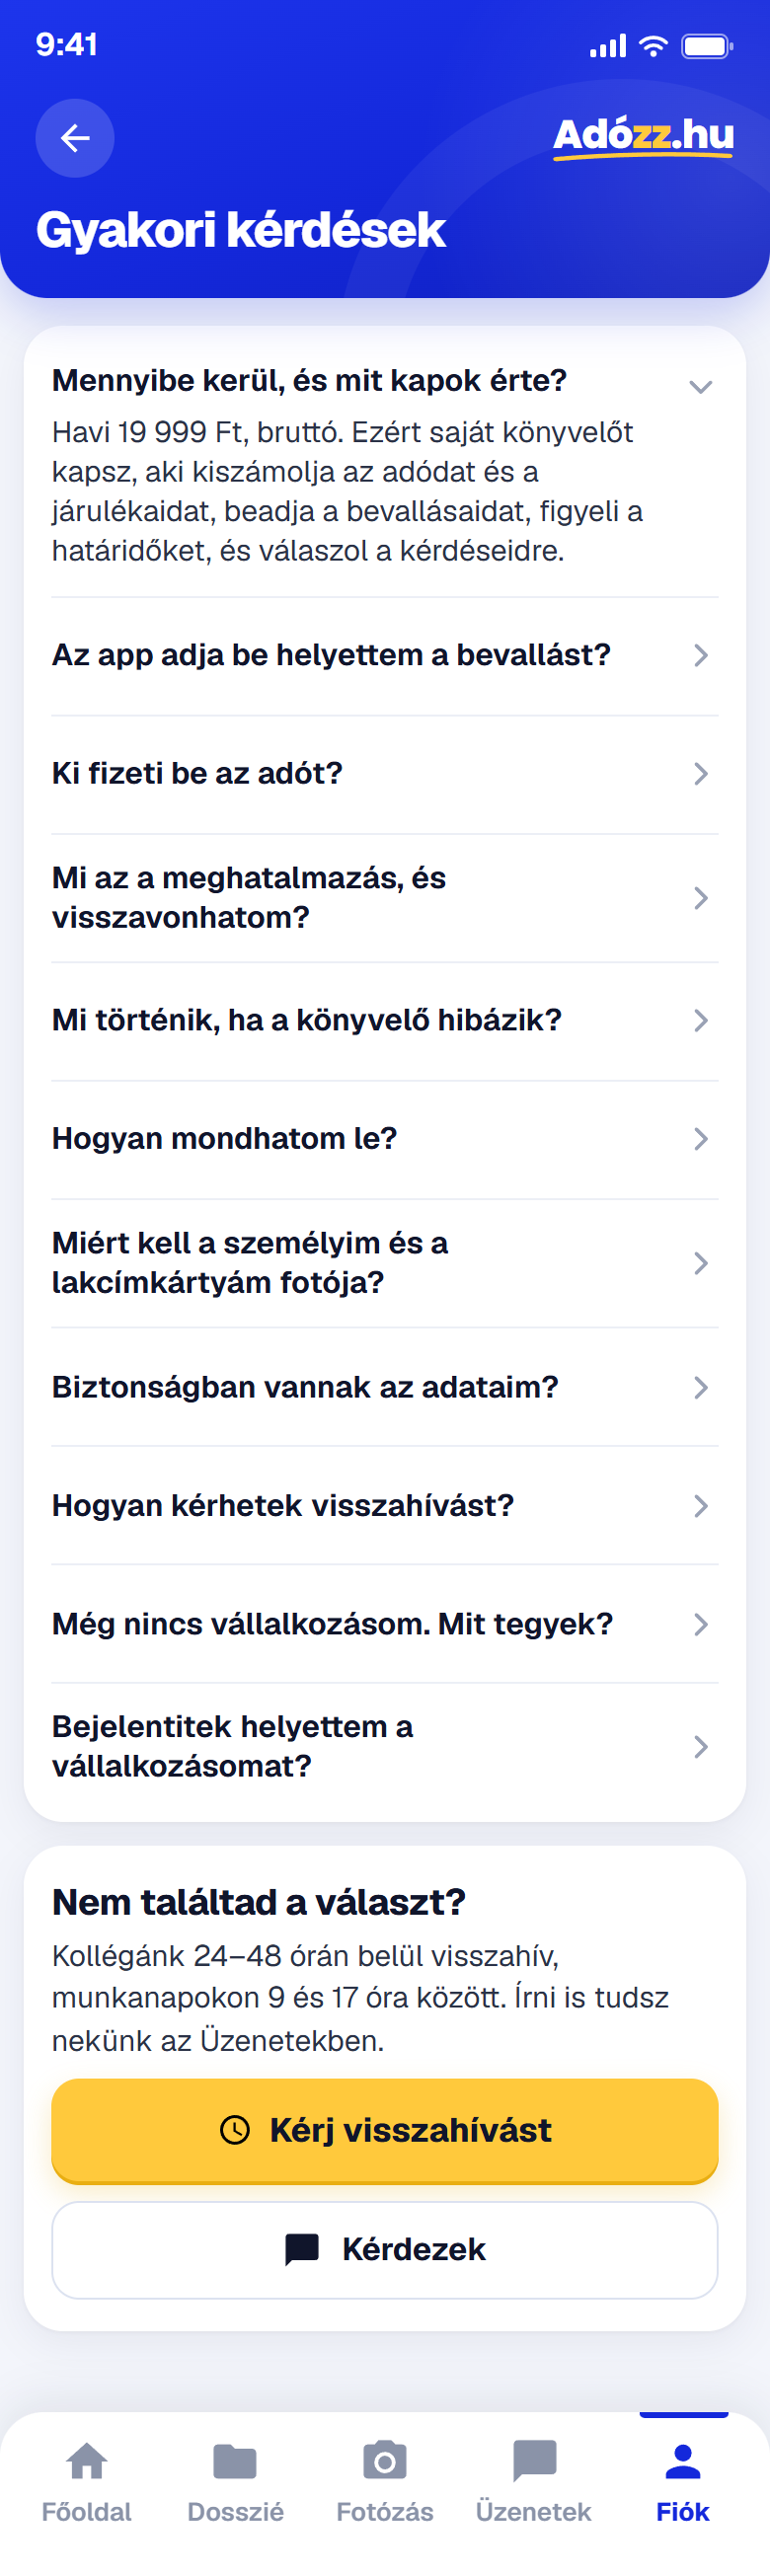 9:41
Adózz.hu
Gyakori kérdések
Mennyibe kerül, és mit kapok érte?
Havi 19 999 Ft, bruttó. Ezért saját könyvelőt
kapsz, aki kiszámolja az adódat és a
járulékaidat, beadja a bevallásaidat, figyeli a
határidőket, és válaszol a kérdéseidre.
Az app adja be helyettem a bevallást?
Ki fizeti be az adót?
Mi az a meghatalmazás, és
visszavonhatom?
Mi történik, ha a könyvelő hibázik?
Hogyan mondhatom le?
Miért kell a személyim és a
lakcímkártyám fotója?
Biztonságban vannak az adataim?
Hogyan kérhetek visszahívást?
Még nincs vállalkozásom. Mit tegyek?
Bejelentitek helyettem a
vállalkozásomat?
Nem találtad a választ?
Kollégánk 24–48 órán belül visszahív,
munkanapokon 9 és 17 óra között. Írni is tudsz
nekünk az Üzenetekben.
Kérj visszahívást
Kérdezek
Főoldal
Dosszié
Fotózás
Üzenetek
Fiók